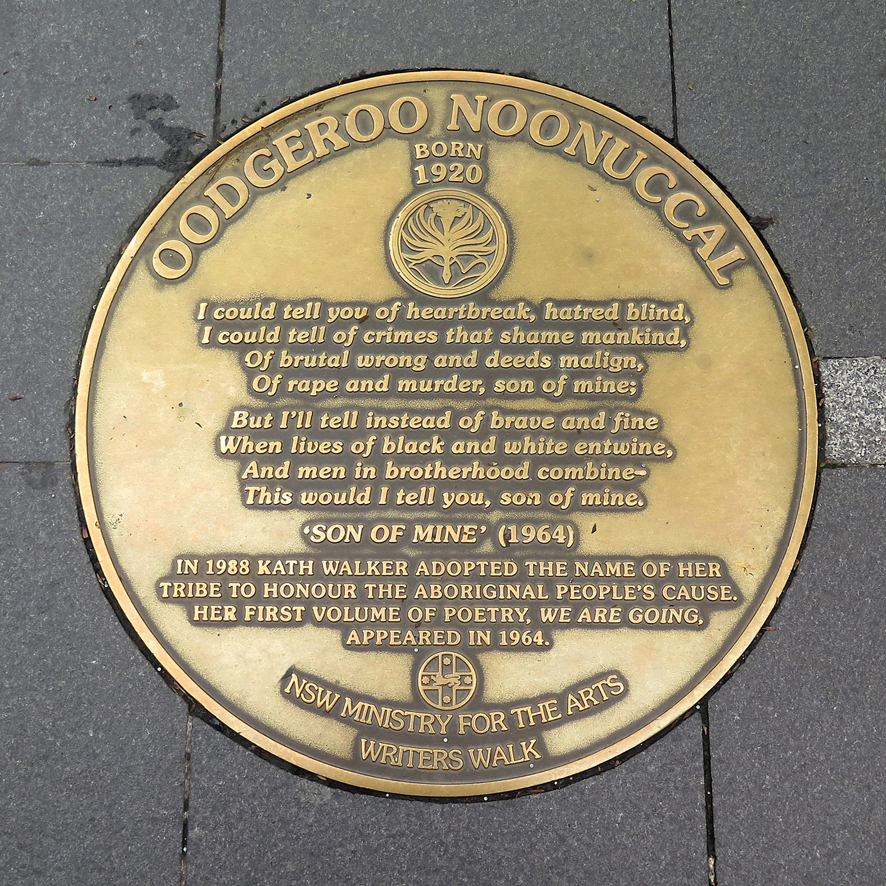 OODGEROO NOONUCCAL
BORN
1920
I could tell you of heartbreak, hatred blind,
I could tell of crimes that shame mankind,
Of brutal wrong and deeds malign,
Of rape and murder, son of mine;
But I'll tell instead of brave and fine
When lives of black and white entwine,
And men in brotherhood combine–
This would I tell you, son of mine.
‘SON OF MINE’ (1964)
IN 1988 KATH WALKER ADOPTED THE NAME OF HER
TRIBE TO HONOUR THE ABORIGINAL PEOPLE'S CAUSE.
HER FIRST VOLUME OF POETRY, WE ARE GOING,
APPEARED IN 1964.
NSW MINISTRY FOR THE ARTS
WRITERS WALK